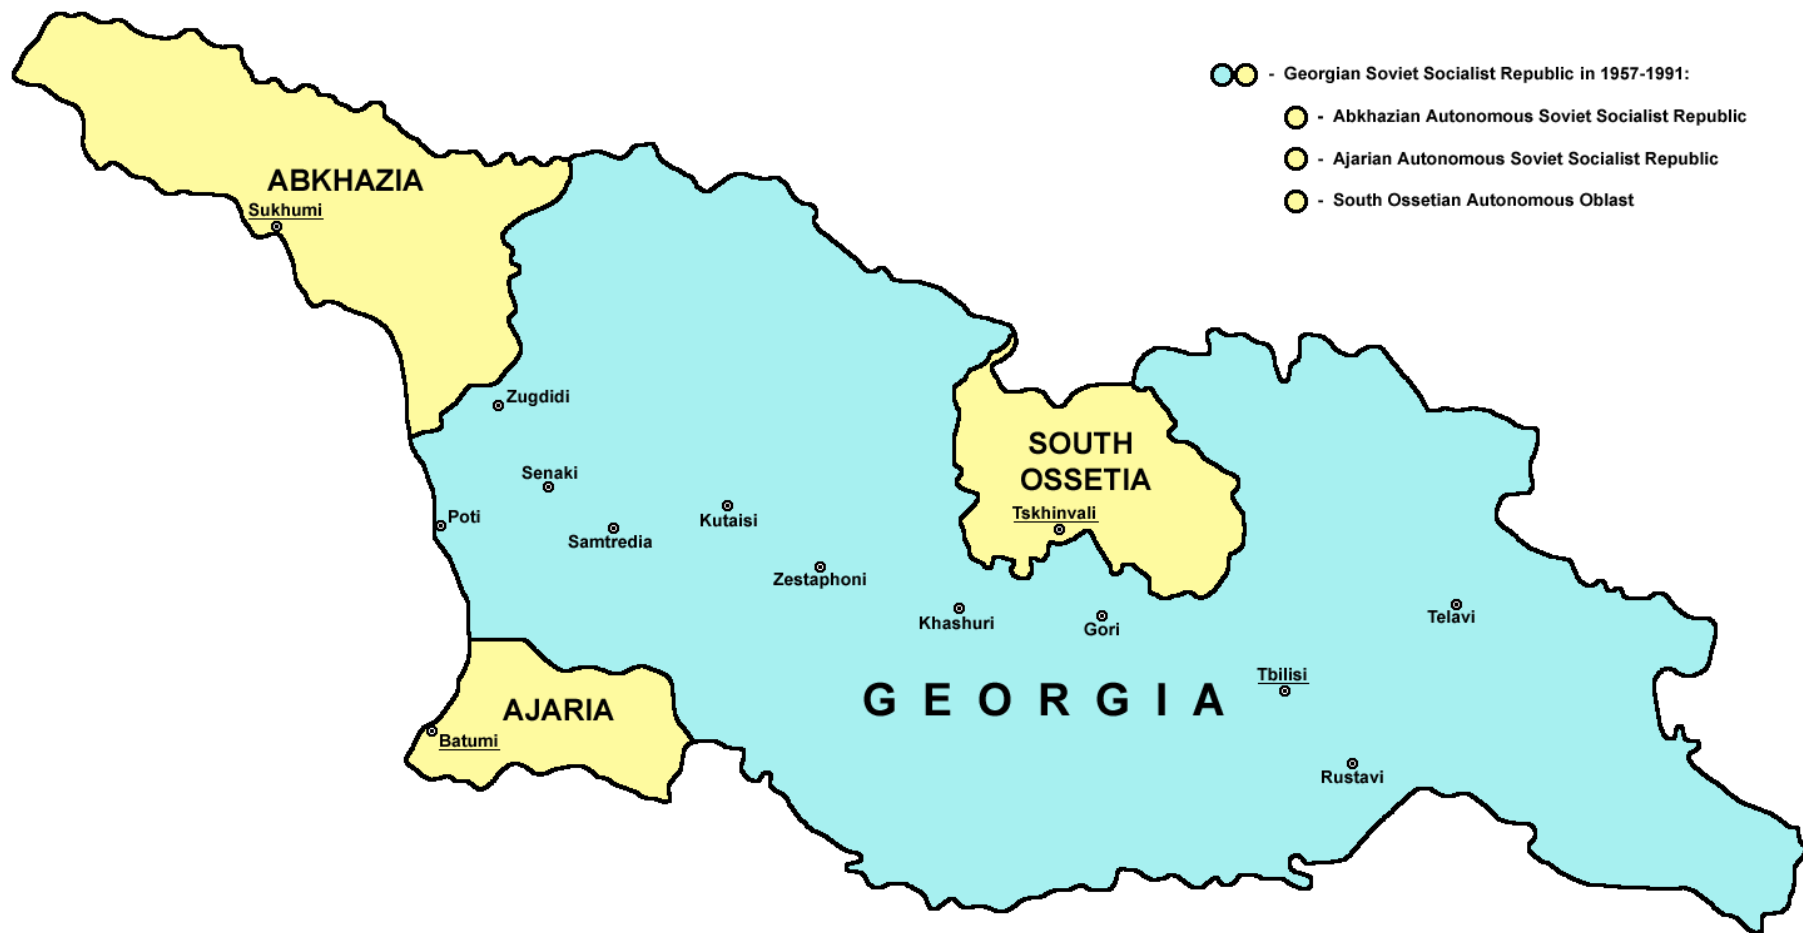 - Georgian Soviet Socialist Republic in 1957-1991:
- Abkhazian Autonomous Soviet Socialist Republic
- Ajarian Autonomous Soviet Socialist Republic
- South Ossetian Autonomous Oblast
ABKHAZIA
Sukhumi
Zugdidi
SOUTH
OSSETIA
Tskhinvali
Senaki
Poti
Kutaisi
Samtredia
Zestaphoni
Khashuri
Gori
Telavi
Tbilisi
GEORGIA
AJARIA
Batumi
Rustavi